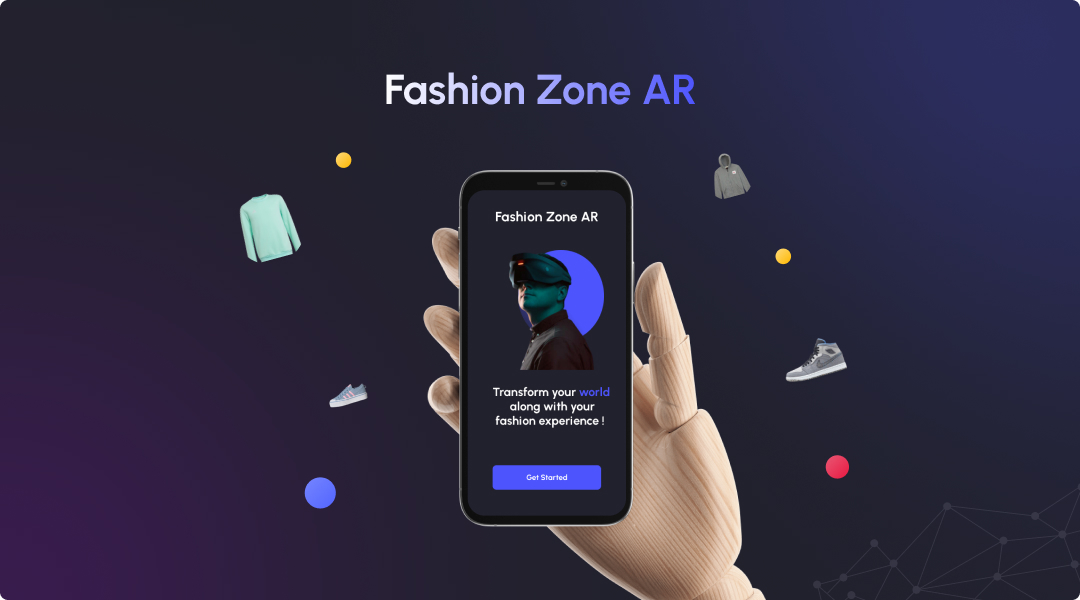 Fashion Zone AR
Fashion Zone AR
Transform your world
along with your
fashion experience !
Get Started